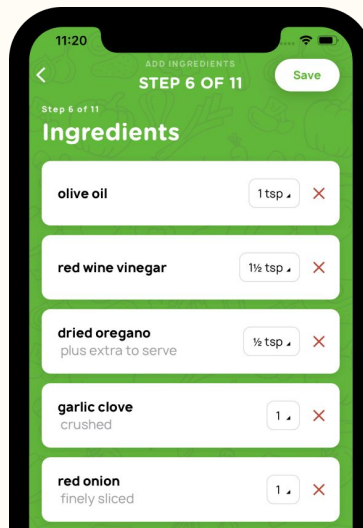 11:20
ADD INGREDIENTS
STEP 6 OF 11
Save
Step 6 of 11
Ingredients
olive oil
1 tsp
red wine vinegar
1½ tsp
dried oregano
plus extra to serve
½ tsp
garlic clove
crushed
1
red onion
finely sliced
1